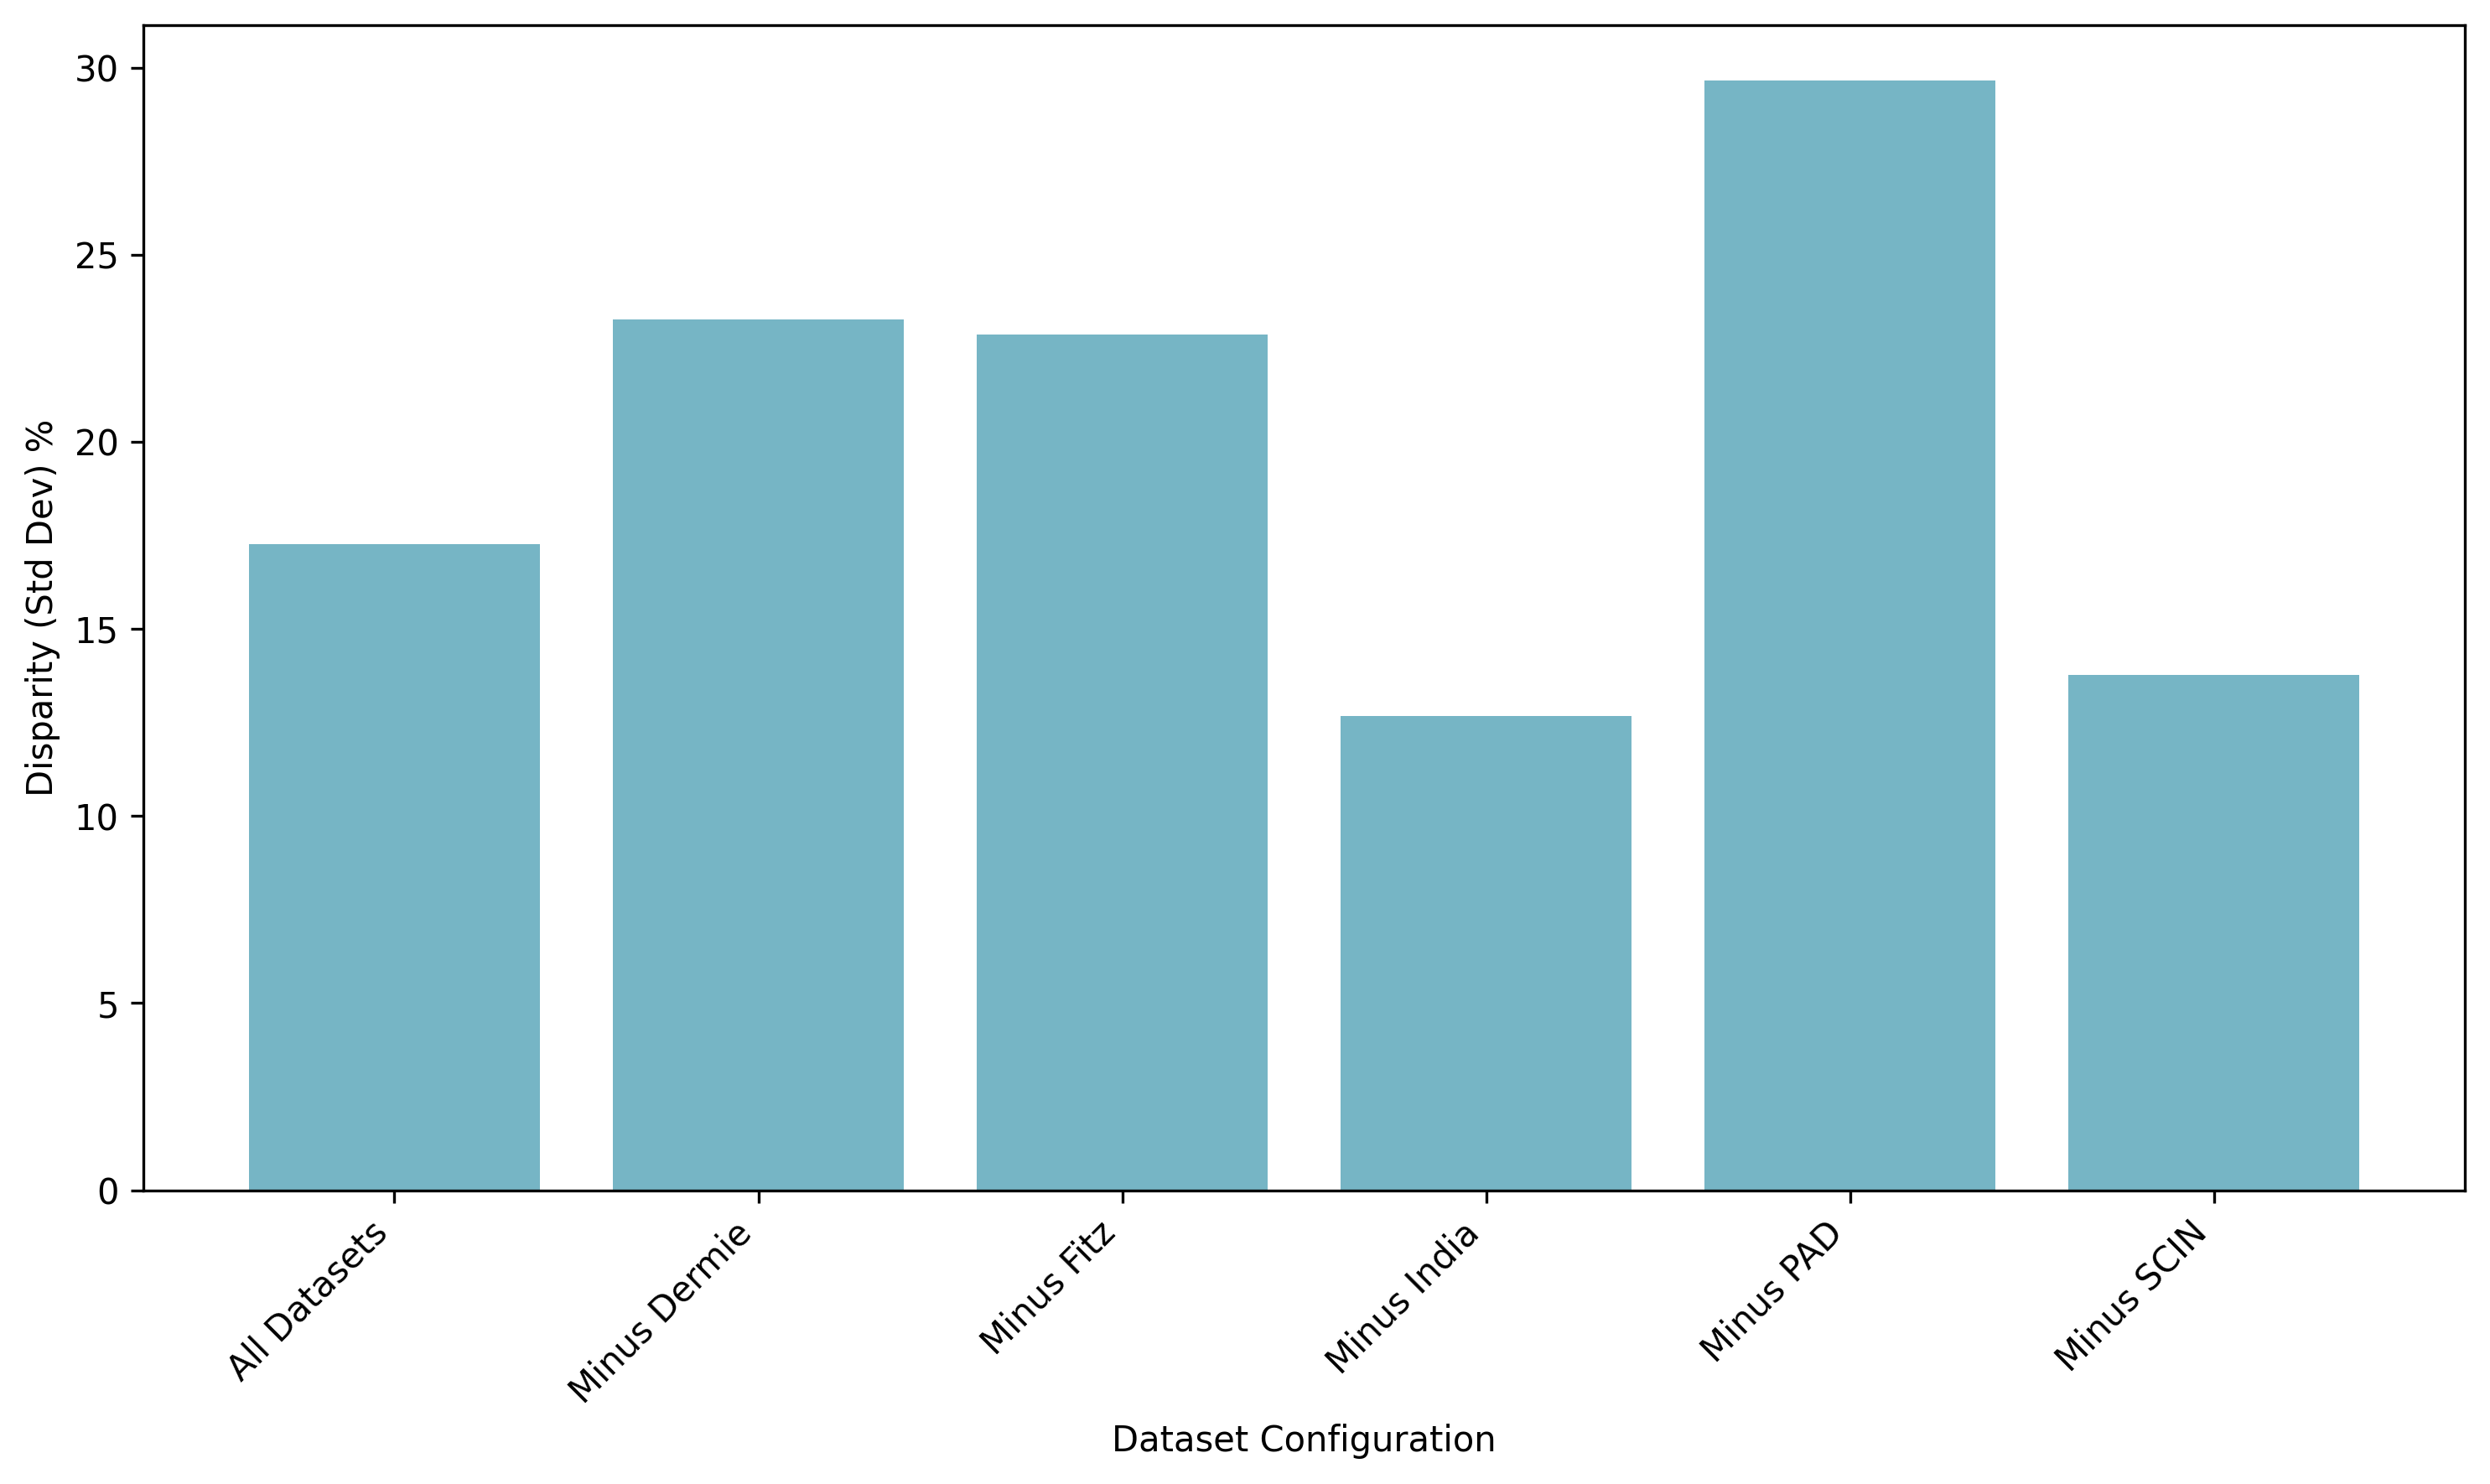 Disparity (Std Dev) %
30
25
20
15
10
5
0
All Datasets
Minus Dermie
Minus Fitz
Minus India
Minus PAD
Minus SCIN
Dataset Configuration